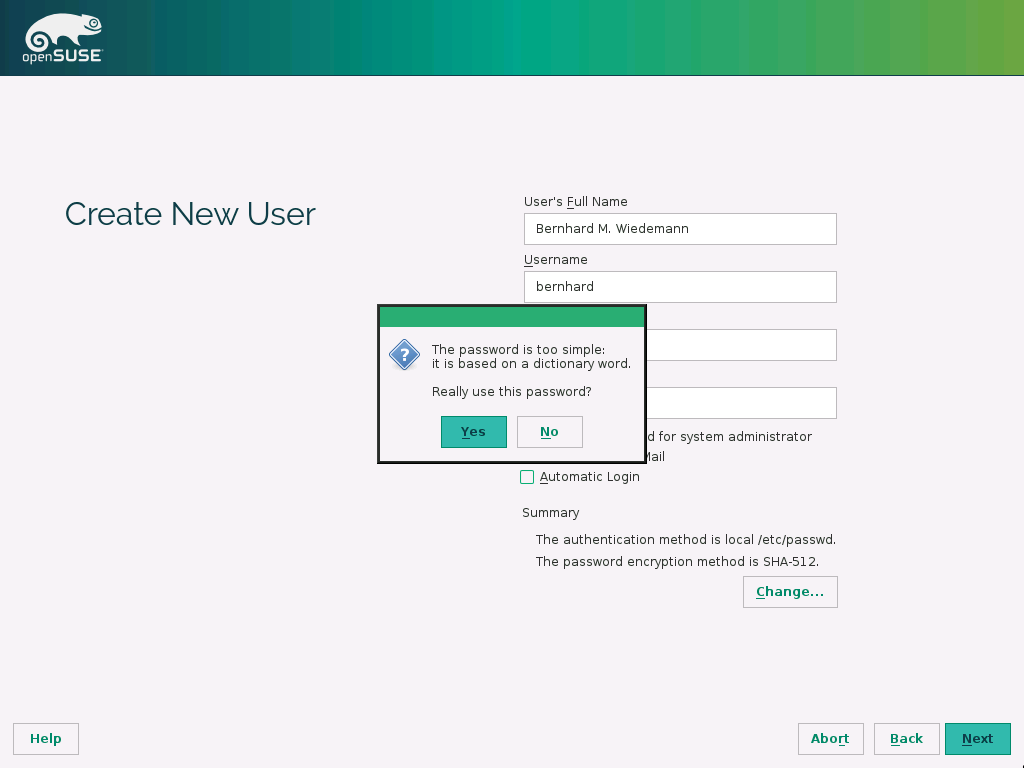 openSUSE
Create New User
User's Full Name
Bernhard M. Wiedemann
Username
bernhard
The password is too simple:
it is based on a dictionary word.
Really use this password?
Yes
No
d for system administrator
Mail
Automatic Login
Summary
The authentication method is local /etc/passwd.
The password encryption method is SHA-512.
Change...
Help
Abort
Back
Next